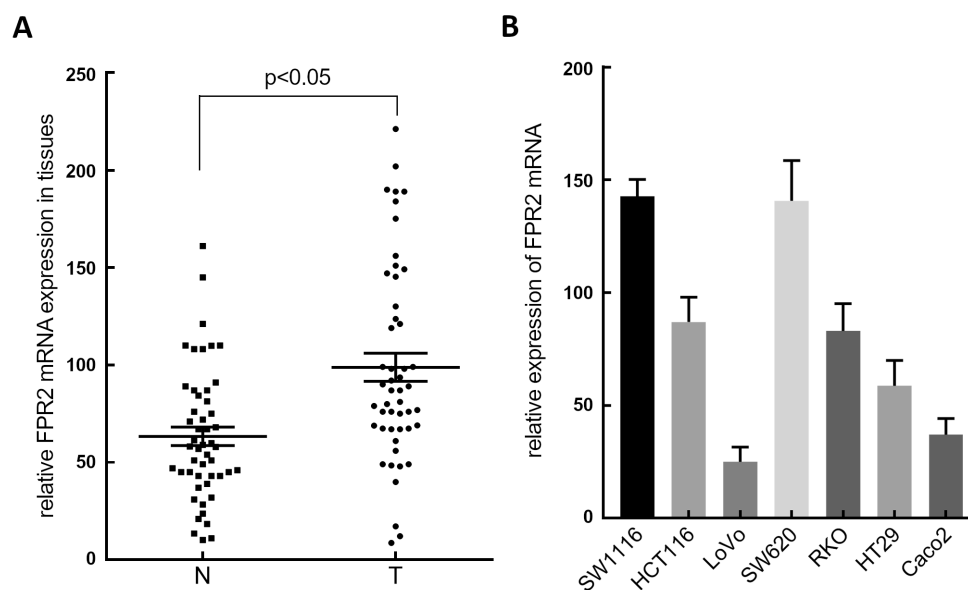 A
relative FPR2 mRNA expression in tissues
250
200
150
100
50
0
p<0.05
N
T
B
relative expression of FPR2 mRNA
200
150
100
50
0
SW1116
HCT116
LoVo
SW620
RKO
HT29
Caco2